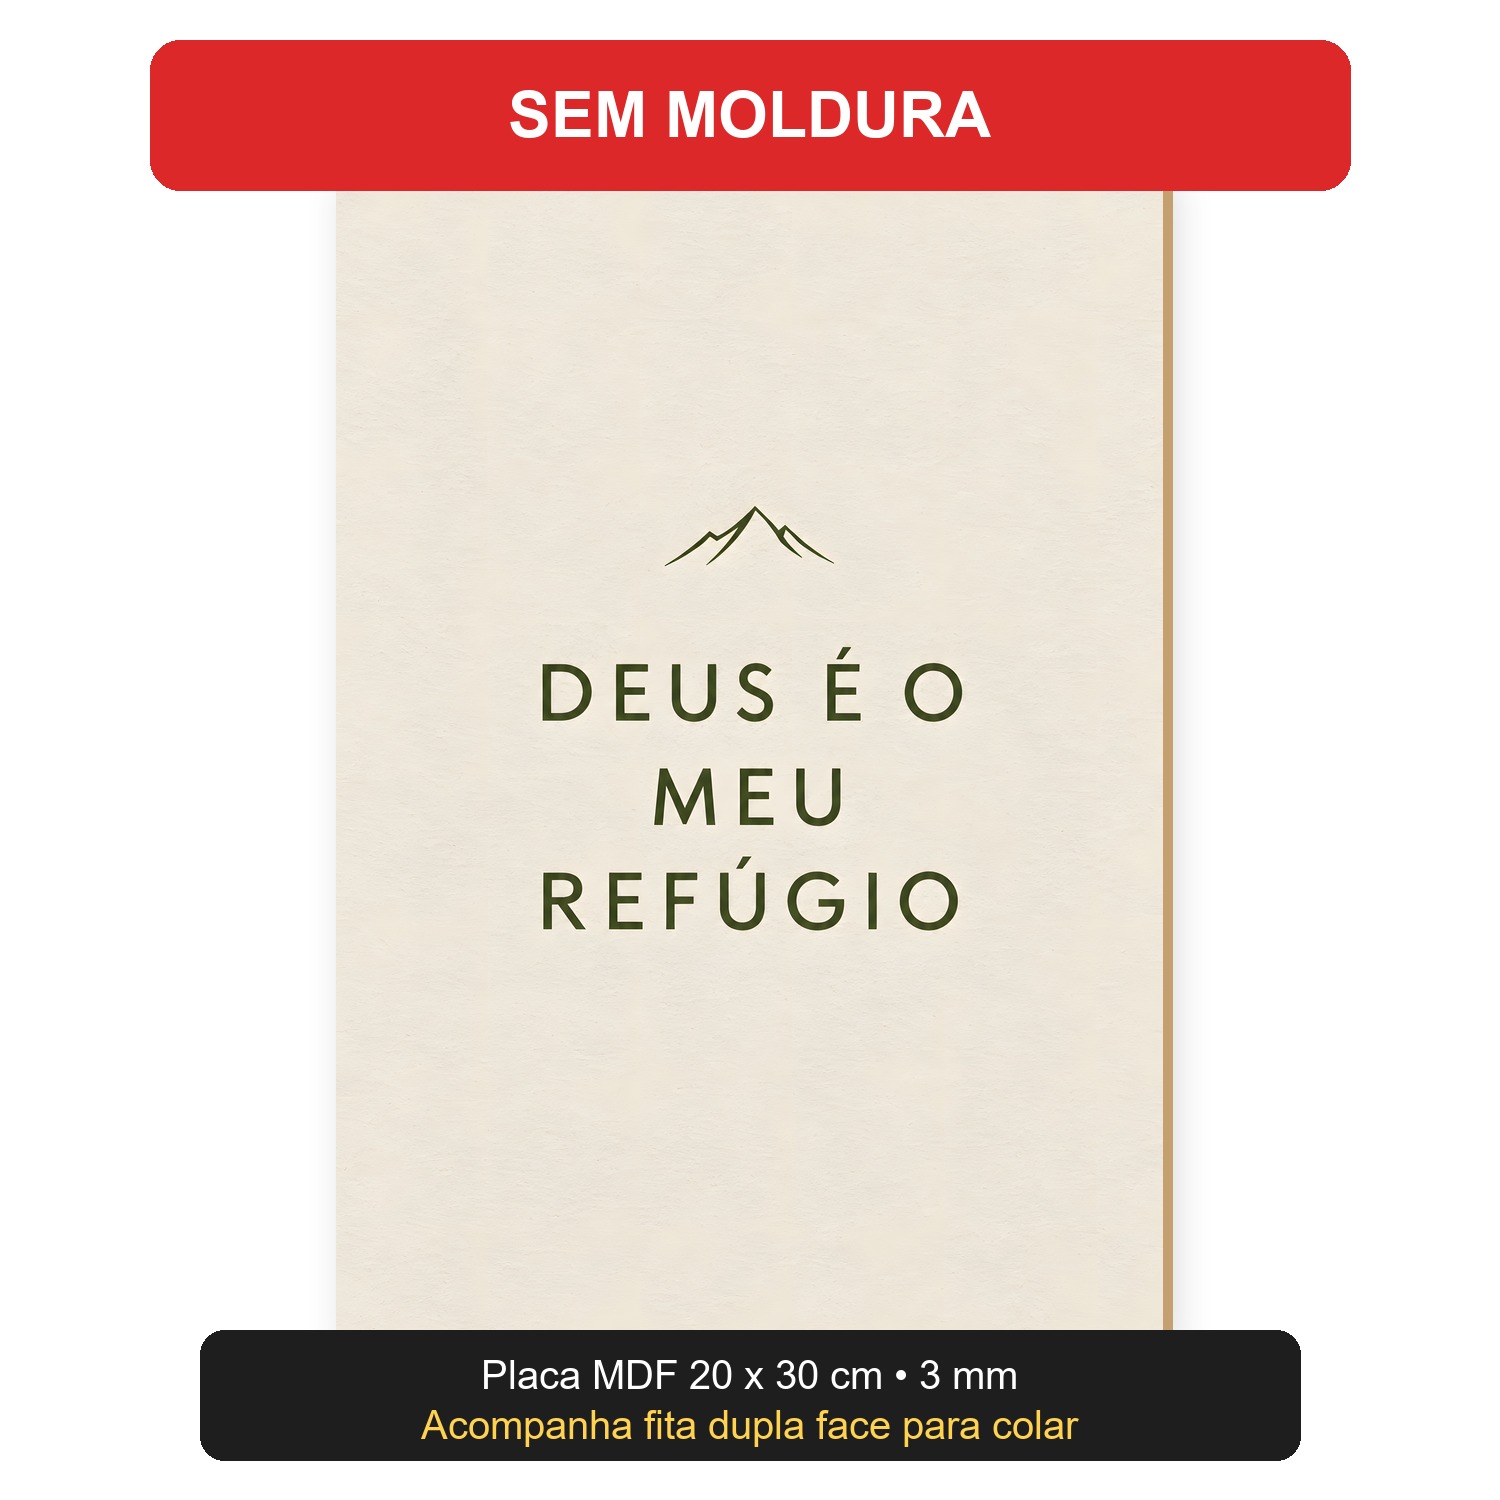 SEM MOLDURA
DEUS É O
MEU
REFÚGIO
Placa MDF 20 x 30 cm • 3 mm
Acompanha fita dupla face para colar